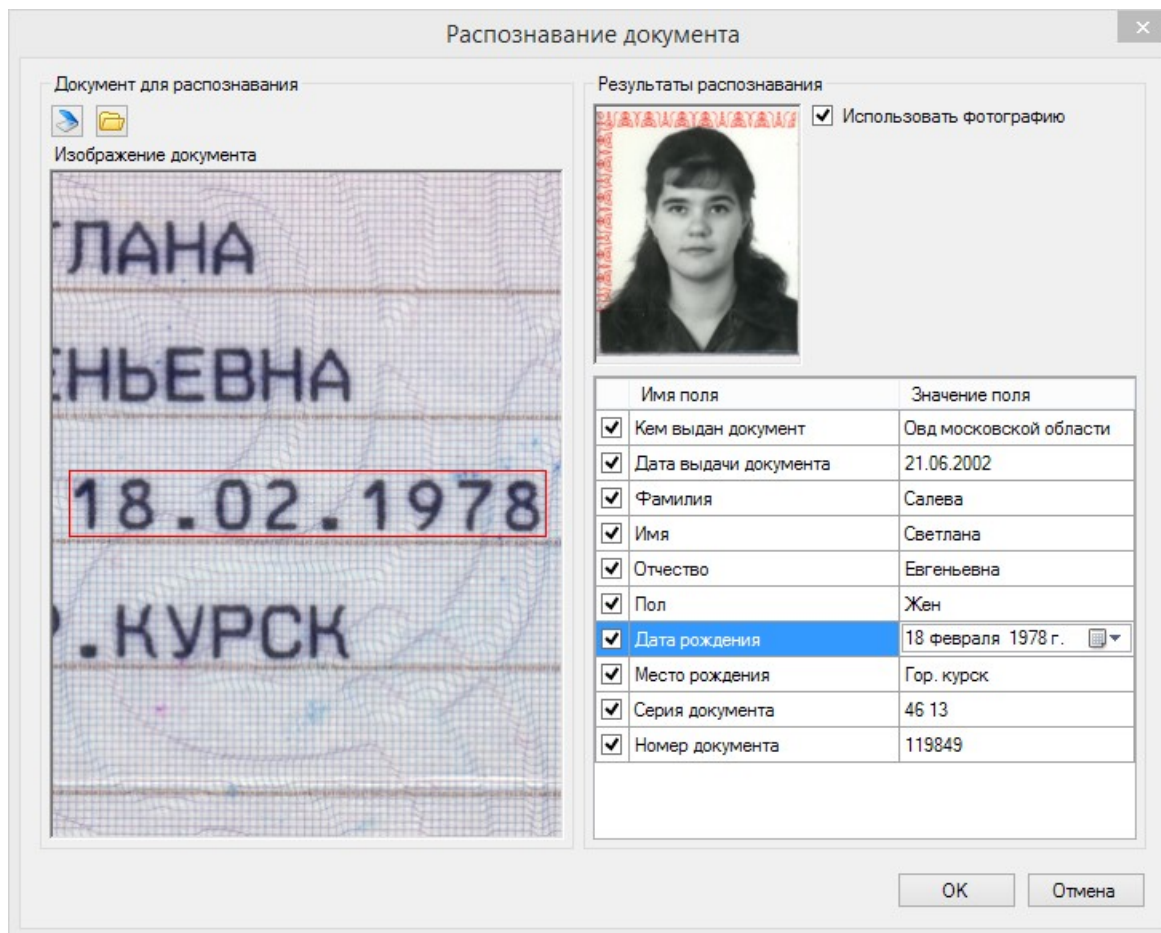 Распознавание документа
Документ для распознавания
Изображение документа
ТЛАНА
ЕНЬЕВНА
18.02.1978
Р.КУРСК
Результаты распознавания
Использовать фотографию
Имя поля Значение поля
Кем выдан документ Овд московской области
Дата выдачи документа 21.06.2002
Фамилия Салева
Имя Светлана
Отчество Евгеньевна
Пол Жен
Дата рождения 18 февраля 1978 г.
Место рождения Гор. курск
Серия документа 46 13
Номер документа 119849
ОК Отмена